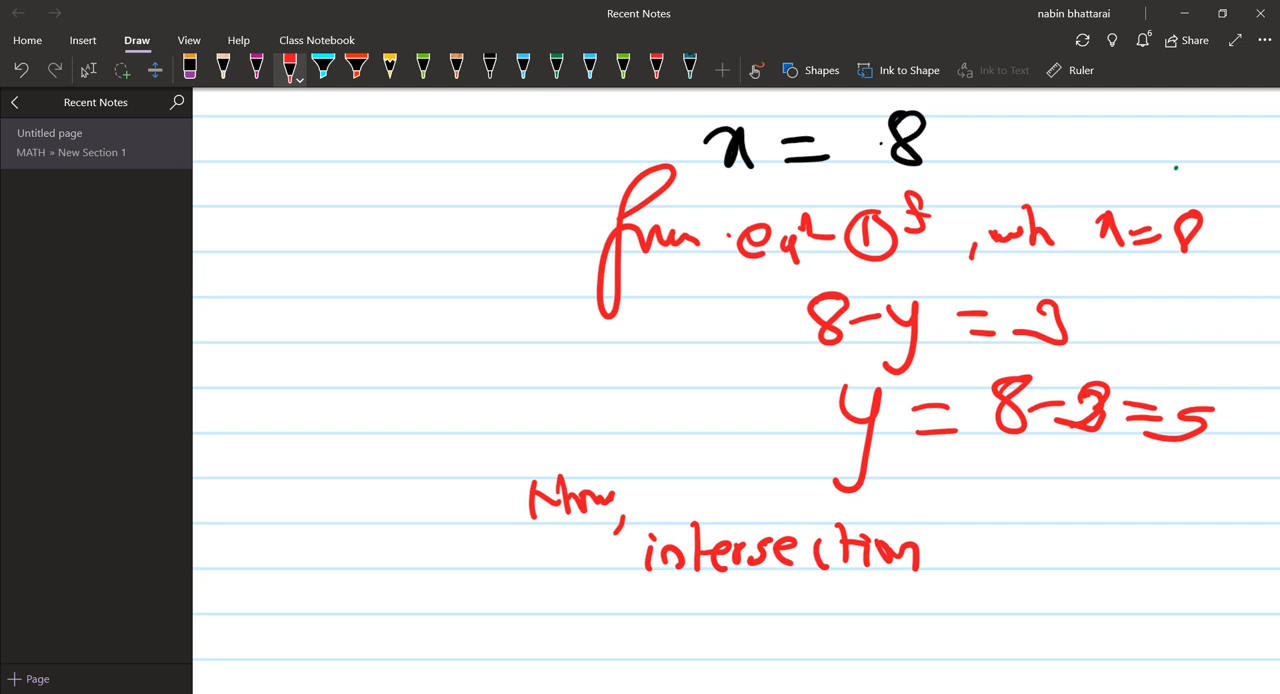 Recent Notes
nabin bhattarai
Home Insert Draw View Help Class Notebook
6 Share
Shapes Ink to Shape Ink to Text Ruler
Recent Notes
Untitled page
MATH » New Section 1
Page
x = 8
from eqn ①, x=8
8-y = 3
y = 8-3=5
Now,
intersection